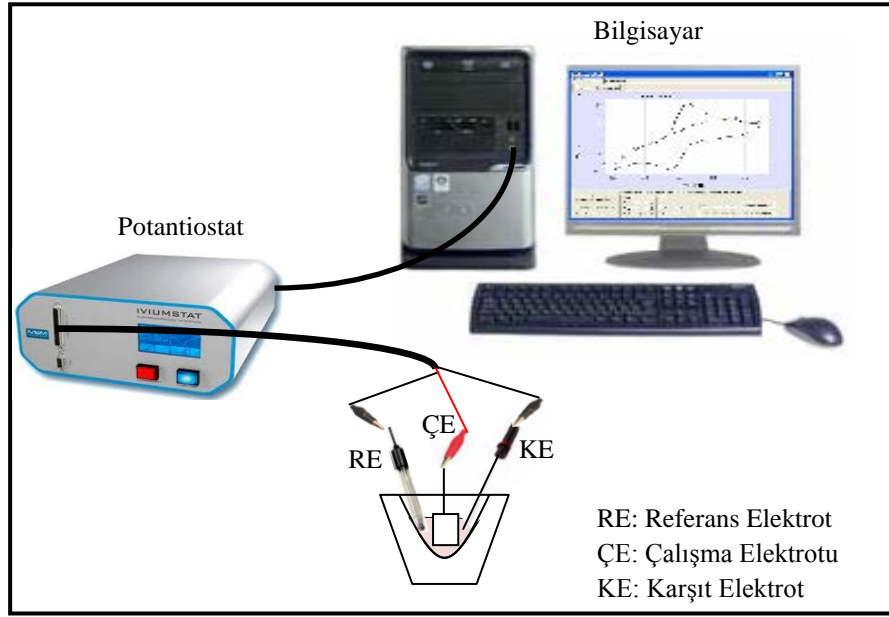 Bilgisayar
Potantiostat
IVIUMSTAT
ÇE
RE
KE
RE: Referans Elektrot
ÇE: Çalışma Elektrotu
KE: Karşıt Elektrot